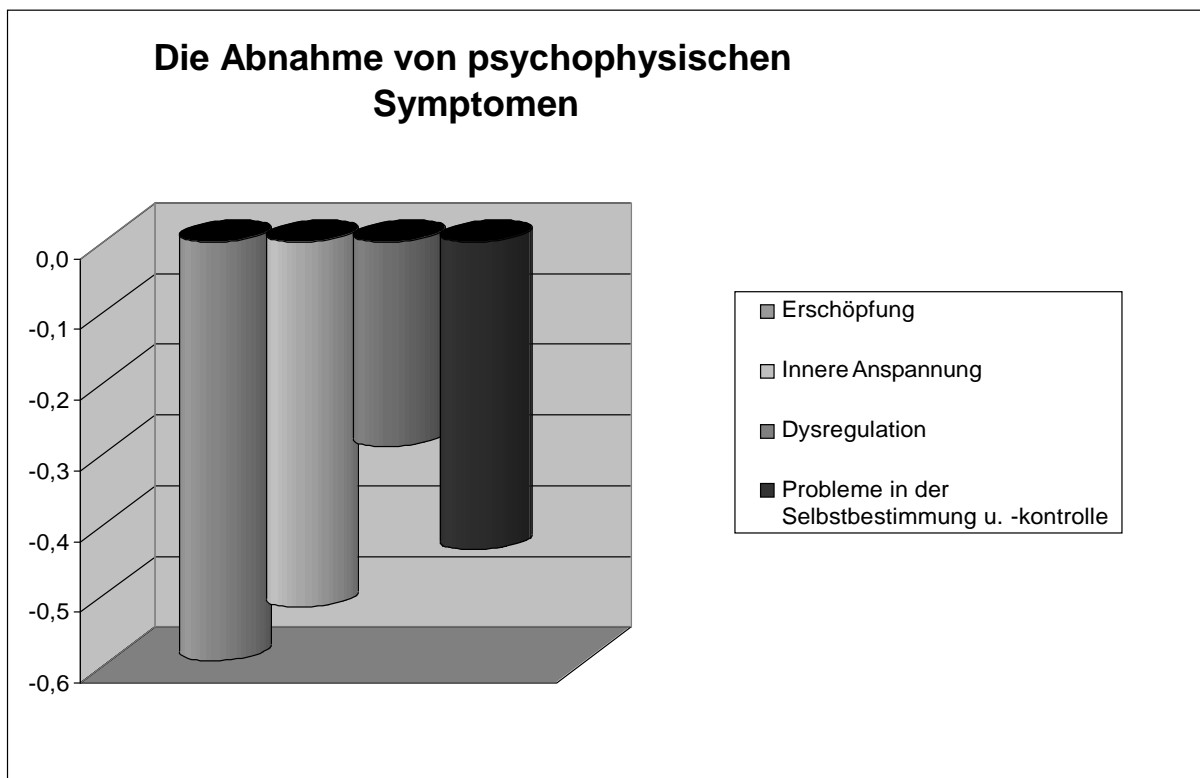 Die Abnahme von psychophysischen
Symptomen
0,0
-0,1
-0,2
-0,3
-0,4
-0,5
-0,6
Erschöpfung
Innere Anspannung
Dysregulation
Probleme in der
Selbstbestimmung u. -kontrolle